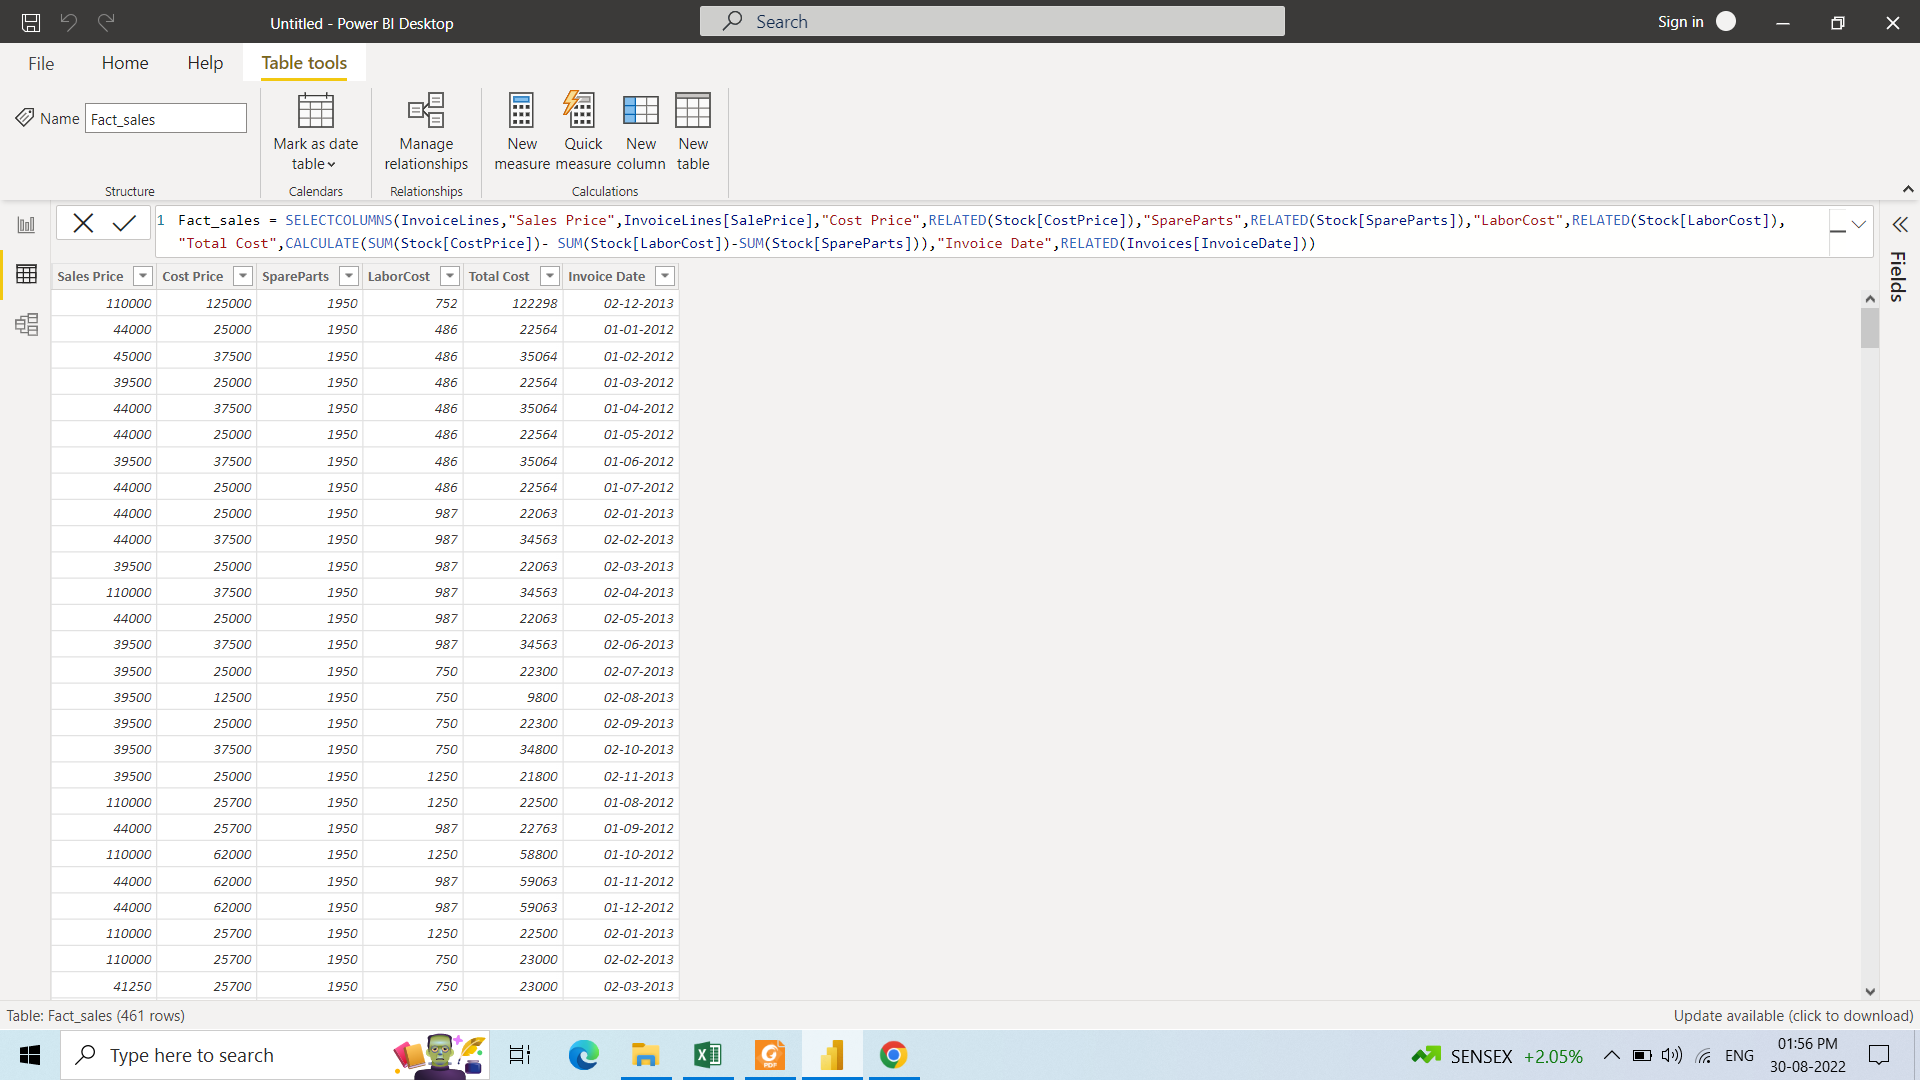 Untitled - Power BI Desktop
Search
Sign in
File
Home
Help
Table tools
Name
Fact_sales
Mark as date
table
Manage
relationships
New
measure
Quick
measure
New
column
New
table
Structure
Calendars
Relationships
Calculations
1 Fact_sales = SELECTCOLUMNS(InvoiceLines,"Sales Price",InvoiceLines[SalePrice],"Cost Price",RELATED(Stock[CostPrice]),"SpareParts",RELATED(Stock[SpareParts]),"LaborCost",RELATED(Stock[LaborCost]),
"Total Cost",CALCULATE(SUM(Stock[CostPrice])- SUM(Stock[LaborCost])-SUM(Stock[SpareParts])),"Invoice Date",RELATED(Invoices[InvoiceDate]))
Fields
Sales Price Cost Price SpareParts LaborCost Total Cost Invoice Date
110000 125000 1950 752 122298 02-12-2013
44000 25000 1950 486 22564 01-01-2012
45000 37500 1950 486 35064 01-02-2012
39500 25000 1950 486 22564 01-03-2012
44000 37500 1950 486 35064 01-04-2012
44000 25000 1950 486 22564 01-05-2012
39500 37500 1950 486 35064 01-06-2012
44000 25000 1950 486 22564 01-07-2012
44000 25000 1950 987 22063 02-01-2013
44000 37500 1950 987 34563 02-02-2013
39500 25000 1950 987 22063 02-03-2013
110000 37500 1950 987 34563 02-04-2013
44000 25000 1950 987 22063 02-05-2013
39500 37500 1950 987 34563 02-06-2013
39500 25000 1950 750 22300 02-07-2013
39500 12500 1950 750 9800 02-08-2013
39500 25000 1950 750 22300 02-09-2013
39500 37500 1950 750 34800 02-10-2013
39500 25000 1950 1250 21800 02-11-2013
110000 25700 1950 1250 22500 01-08-2012
44000 25700 1950 987 22763 01-09-2012
110000 62000 1950 1250 58800 01-10-2012
44000 62000 1950 987 59063 01-11-2012
44000 62000 1950 987 59063 01-12-2012
110000 25700 1950 1250 22500 02-01-2013
110000 25700 1950 750 23000 02-02-2013
41250 25700 1950 750 23000 02-03-2013
Table: Fact_sales (461 rows)
Update available (click to download)
Type here to search
SENSEX +2.05%
ENG
01:56 PM
30-08-2022